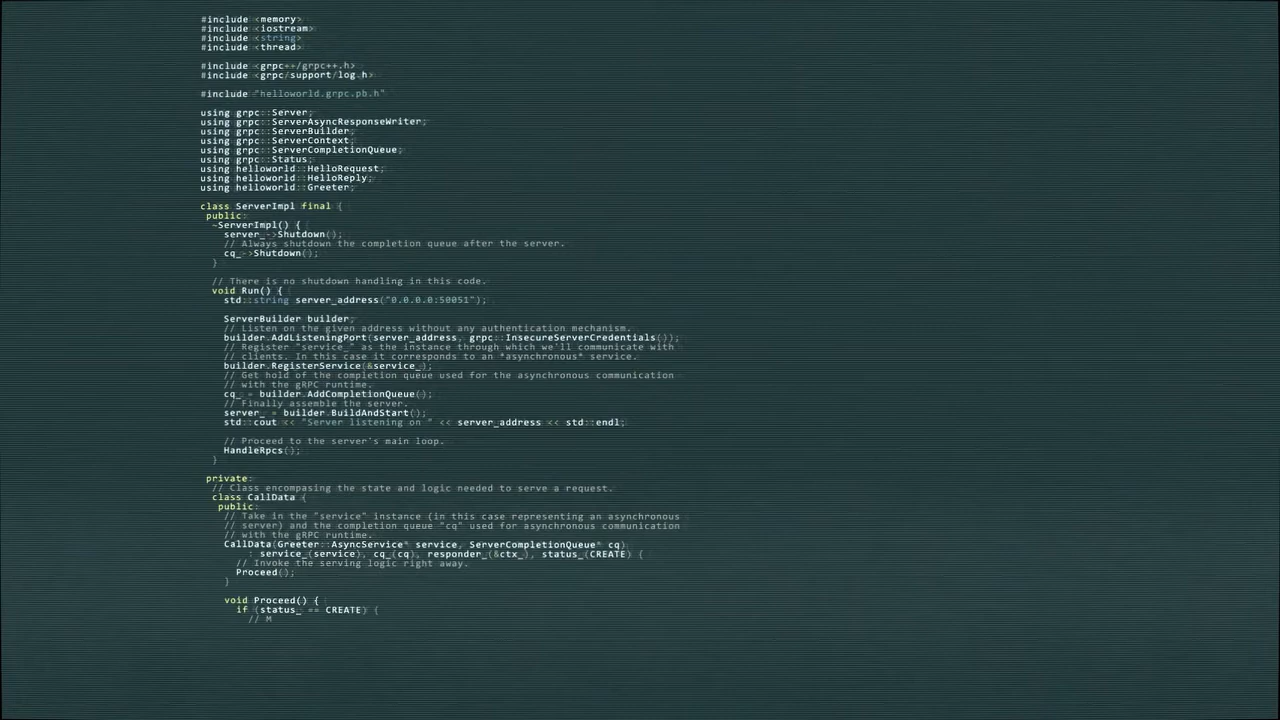 #include <memory>
#include <iostream>
#include <string>
#include <thread>
#include <grpc++/grpc++.h>
#include <grpc/support/log.h>
#include "helloworld.grpc.pb.h"
using grpc::Server;
using grpc::ServerAsyncResponseWriter;
using grpc::ServerBuilder;
using grpc::ServerContext;
using grpc::ServerCompletionQueue;
using grpc::Status;
using helloworld::HelloRequest;
using helloworld::HelloReply;
using helloworld::Greeter;
class ServerImpl final {
public:
~ServerImpl() {
server_->Shutdown();
// Always shutdown the completion queue after the server.
cq_->Shutdown();
}
// There is no shutdown handling in this code.
void Run() {
std::string server_address("0.0.0.0:50051");
ServerBuilder builder;
// Listen on the given address without any authentication mechanism.
builder.AddListeningPort(server_address, grpc::InsecureServerCredentials());
// Register "service_" as the instance through which we'll communicate with
// clients. In this case it corresponds to an *asynchronous* service.
builder.RegisterService(&service_);
// Get hold of the completion queue used for the asynchronous communication
// with the gRPC runtime.
cq_ = builder.AddCompletionQueue();
// Finally assemble the server.
server_ = builder.BuildAndStart();
std::cout << "Server listening on " << server_address << std::endl;
// Proceed to the server's main loop.
HandleRpcs();
}
private:
// Class encompasing the state and logic needed to serve a request.
class CallData {
public:
// Take in the "service" instance (in this case representing an asynchronous
// server) and the completion queue "cq" used for asynchronous communication
// with the gRPC runtime.
CallData(Greeter::AsyncService* service, ServerCompletionQueue* cq)
: service_(service), cq_(cq), responder_(&ctx_), status_(CREATE) {
// Invoke the serving logic right away.
Proceed();
}
void Proceed() {
if (status_ == CREATE) {
// M